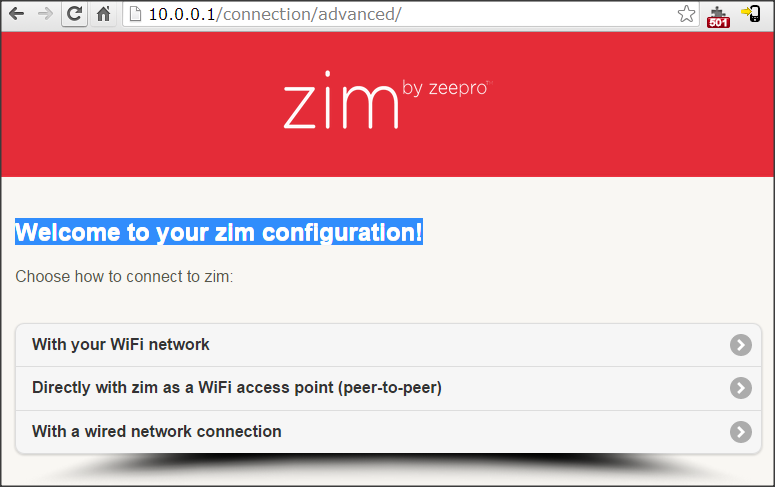 10.0.0.1/connection/advanced/
501
zim by zeepro™
Welcome to your zim configuration!
Choose how to connect to zim:
With your WiFi network
Directly with zim as a WiFi access point (peer-to-peer)
With a wired network connection